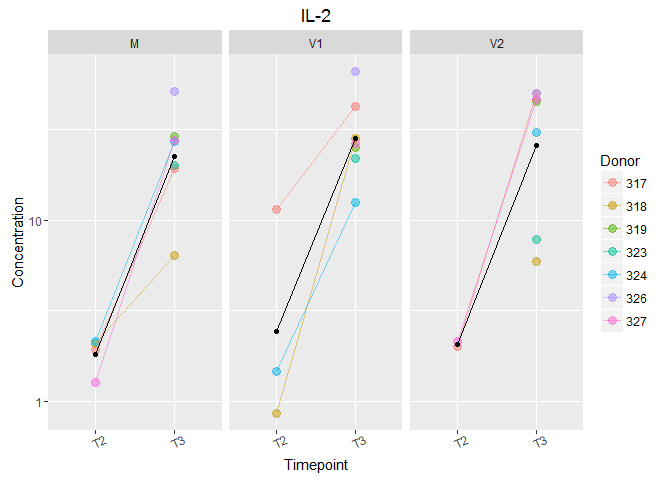 IL-2
M V1 V2
Concentration
10
1
T2 T3 T2 T3 T2 T3
Timepoint
Donor
317
318
319
323
324
326
327